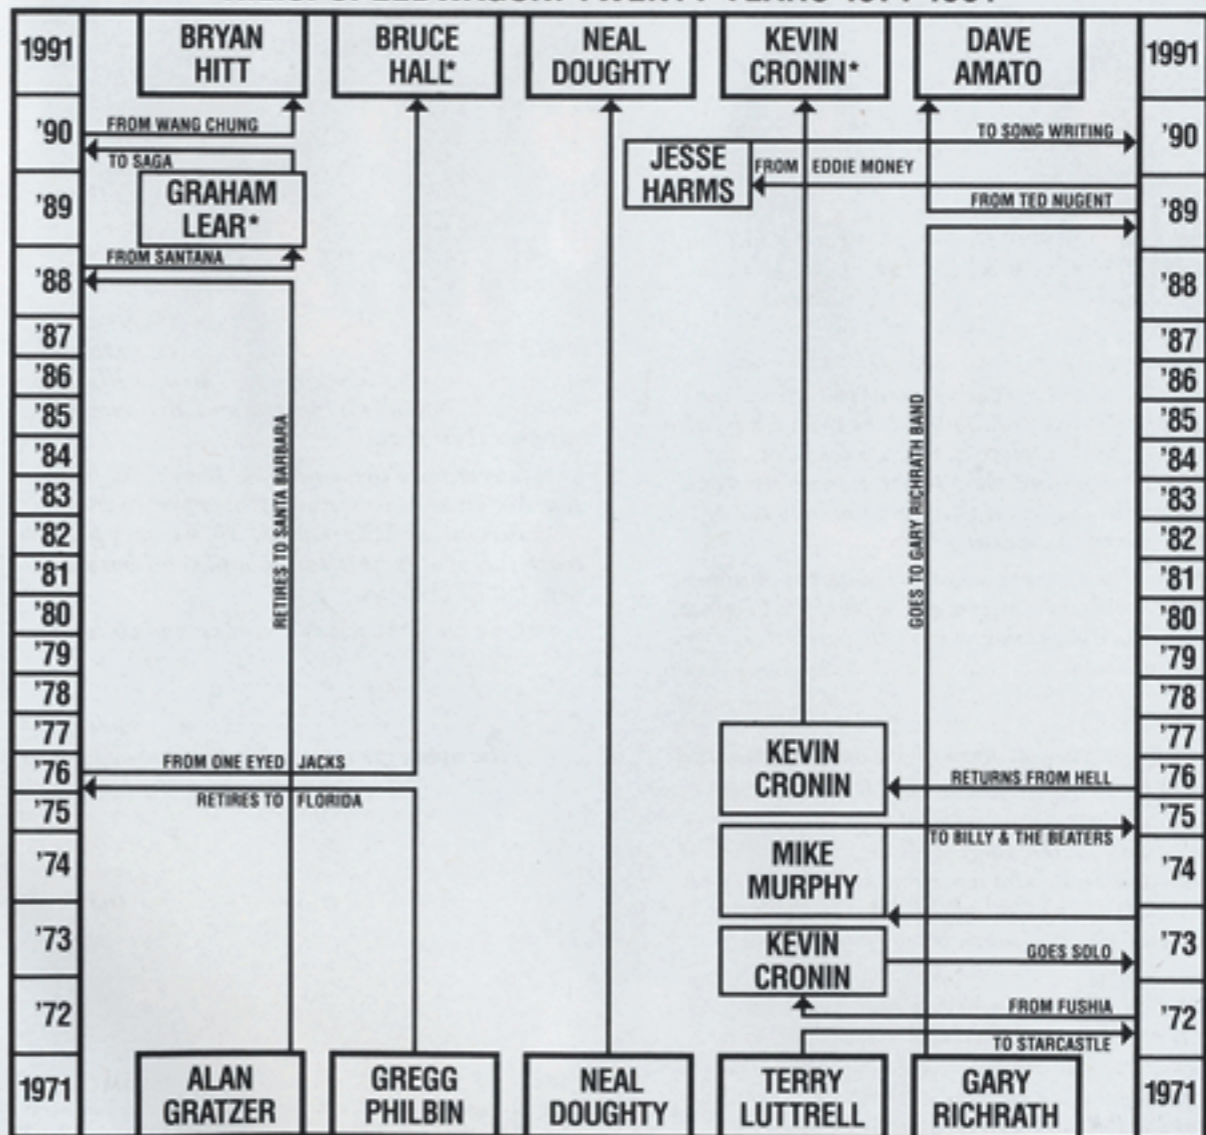 SPEEDWAGON: TWENTY YEARS 1971-1991
1991
BRYAN
HITT
BRUCE
HALL*
NEAL
DOUGHTY
KEVIN
CRONIN*
DAVE
AMATO
1991
'90
FROM WANG CHUNG
TO SAGA
JESSE
HARMS
TO SONG WRITING
FROM EDDIE MONEY
'90
'89
GRAHAM
LEAR*
FROM TED NUGENT
'89
FROM SANTANA
'88
'88
'87
'87
'86
'86
'85
'85
'84
'84
'83
'83
'82
'82
'81
'81
'80
'80
RETIRES TO SANTA BARBARA
GOES TO GARY RICHRATH BAND
'79
'79
'78
'78
'77
'77
KEVIN
CRONIN
FROM ONE EYED JACKS
'76
RETURNS FROM HELL
'76
RETIRES TO FLORIDA
'75
'75
TO BILLY & THE BEATERS
'74
MIKE
MURPHY
'74
'73
KEVIN
CRONIN
GOES SOLO
'73
'72
FROM FUSHIA
TO STARCASTLE
'72
1971
ALAN
GRATZER
GREGG
PHILBIN
NEAL
DOUGHTY
TERRY
LUTTRELL
GARY
RICHRATH
1971